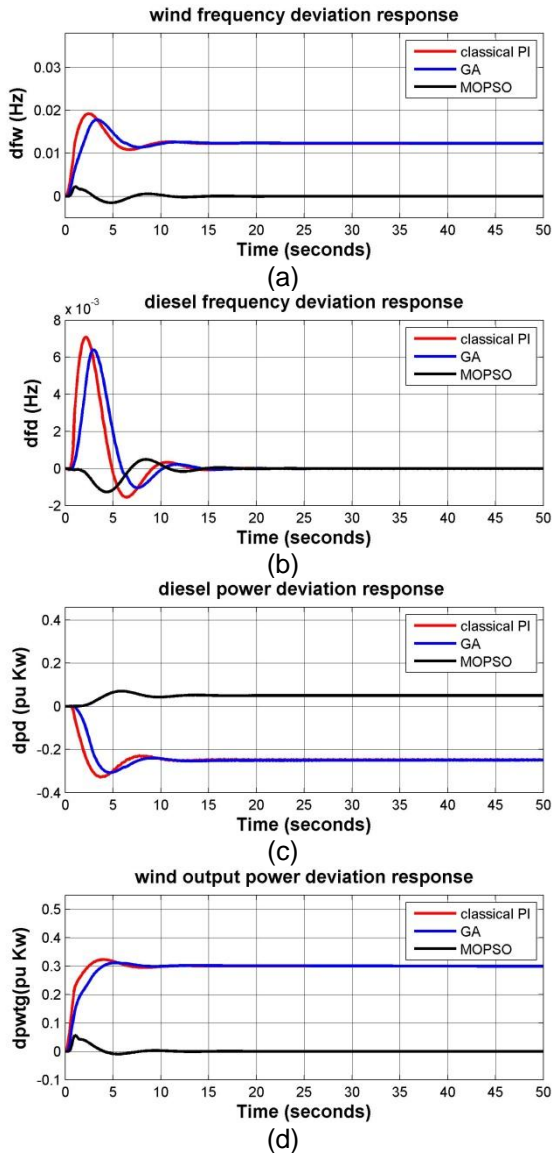 wind frequency deviation response
classical PI
GA
MOPSO
dfw (Hz)
0.03
0.02
0.01
0
0 5 10 15 20 25 30 35 40 45 50
Time (seconds)
(a)
diesel frequency deviation response
x 10-3
classical PI
GA
MOPSO
dfd (Hz)
8
6
4
2
0
-2
0 5 10 15 20 25 30 35 40 45 50
Time (seconds)
(b)
diesel power deviation response
classical PI
GA
MOPSO
dpd (pu Kw)
0.4
0.2
0
-0.2
-0.4
0 5 10 15 20 25 30 35 40 45 50
Time (seconds)
(c)
wind output power deviation response
classical PI
GA
MOPSO
dpwtg(pu Kw)
0.5
0.4
0.3
0.2
0.1
0
-0.1
0 5 10 15 20 25 30 35 40 45 50
Time (seconds)
(d)